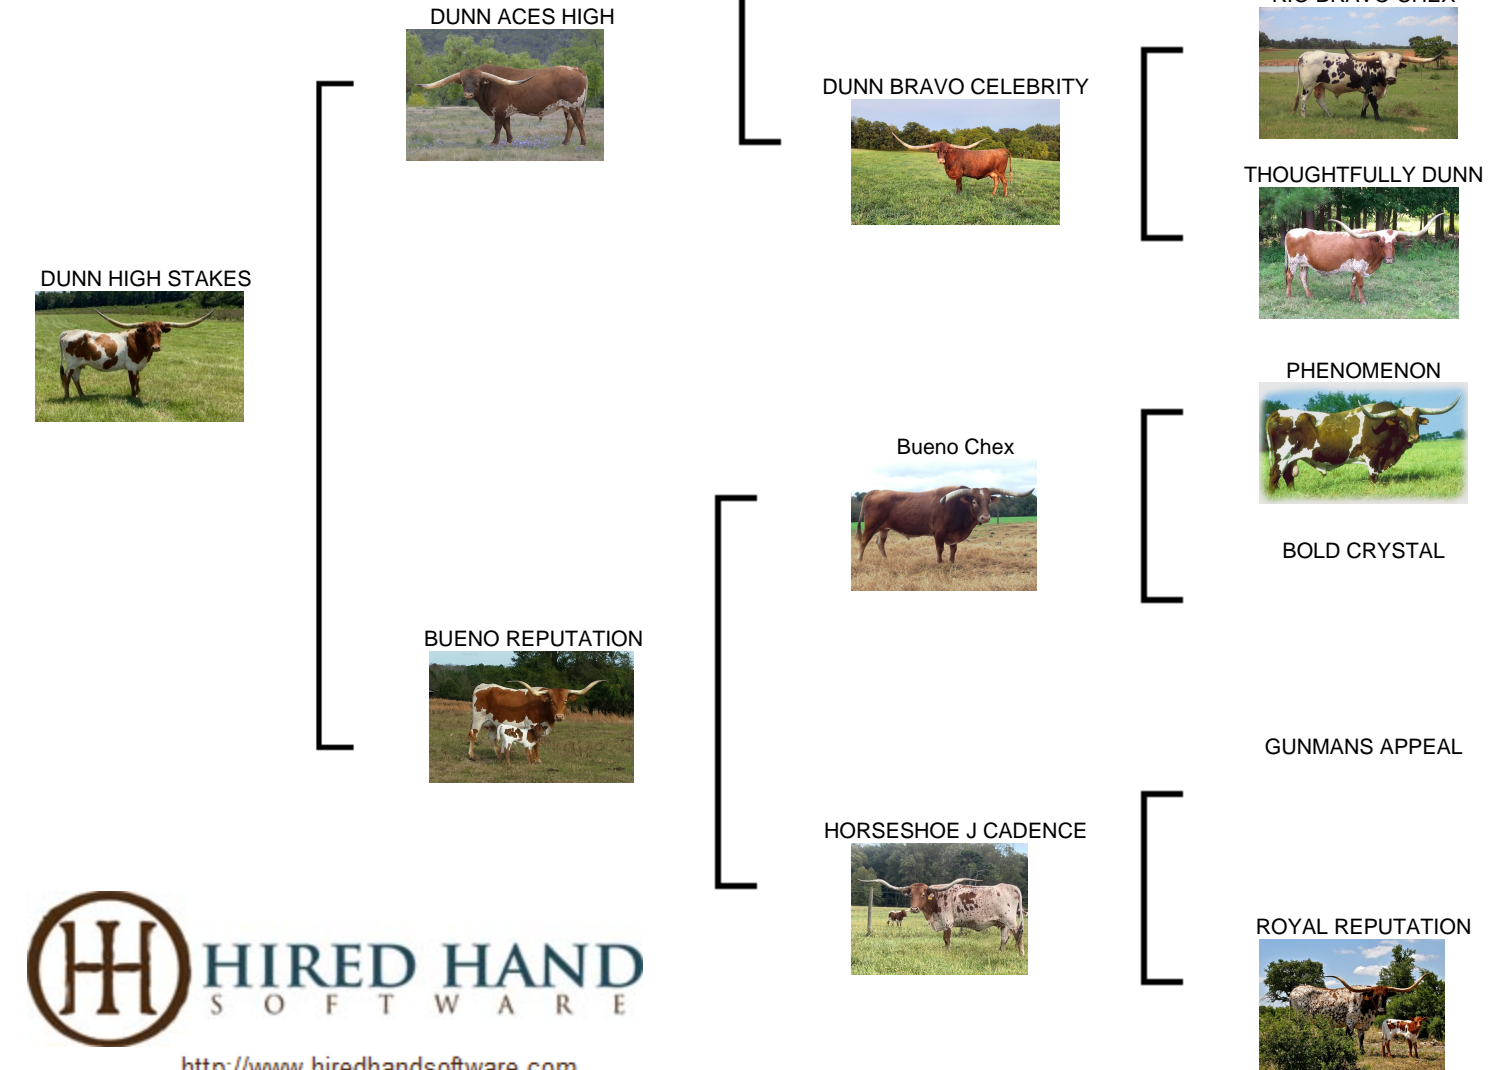 DUNN ACES HIGH
DUNN BRAVO CELEBRITY
THOUGHTFULLY DUNN
DUNN HIGH STAKES
PHENOMENON
Bueno Chex
BOLD CRYSTAL
BUENO REPUTATION
GUNMANS APPEAL
HORSESHOE J CADENCE
ROYAL REPUTATION
HIRED HAND
SOFTWARE
http://www.hiredhandsoftware.com